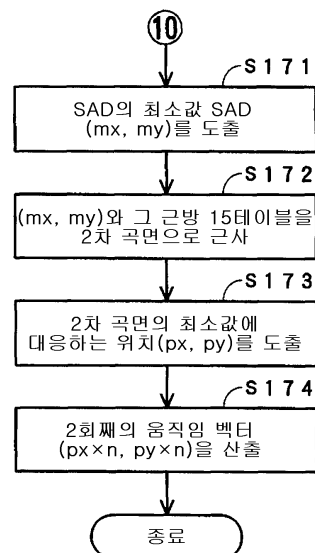 10
S171
SAD의 최소값 SAD
(mx, my)를 도출
S172
(mx, my)와 그 근방 15테이블을
2차 곡면으로 근사
S173
2차 곡면의 최소값에
대응하는 위치(px, py)를 도출
S174
2회째의 움직임 벡터
(px×n, py×n)을 산출
종료